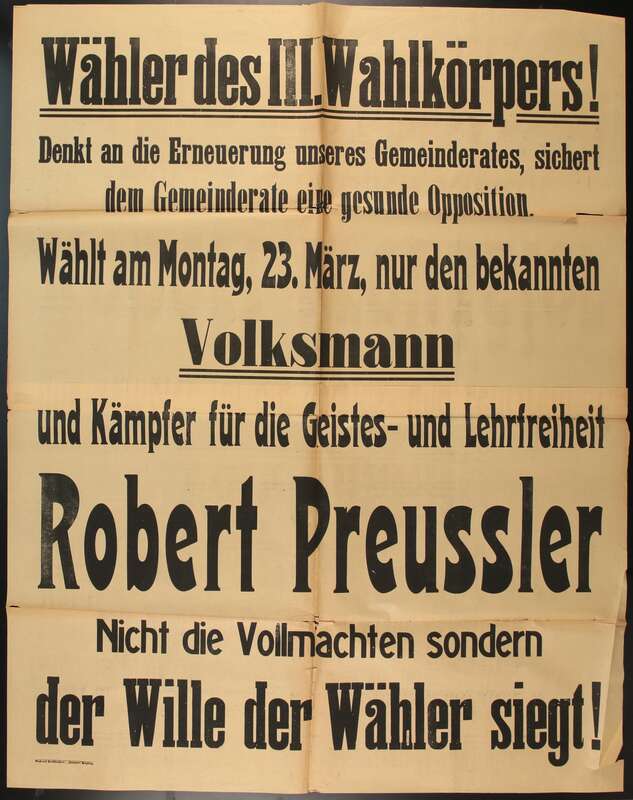 Wähler des III. Wahlkörpers!
Denkt an die Erneuerung unseres Gemeinderates, sichert
dem Gemeinderate eine gesunde Opposition.
Wählt am Montag, 23. März, nur den bekannten
Volksmann
und Kämpfer für die Geistes- und Lehrfreiheit
Robert Preussler
Nicht die Vollmachten sondern
der Wille der Wähler siegt!